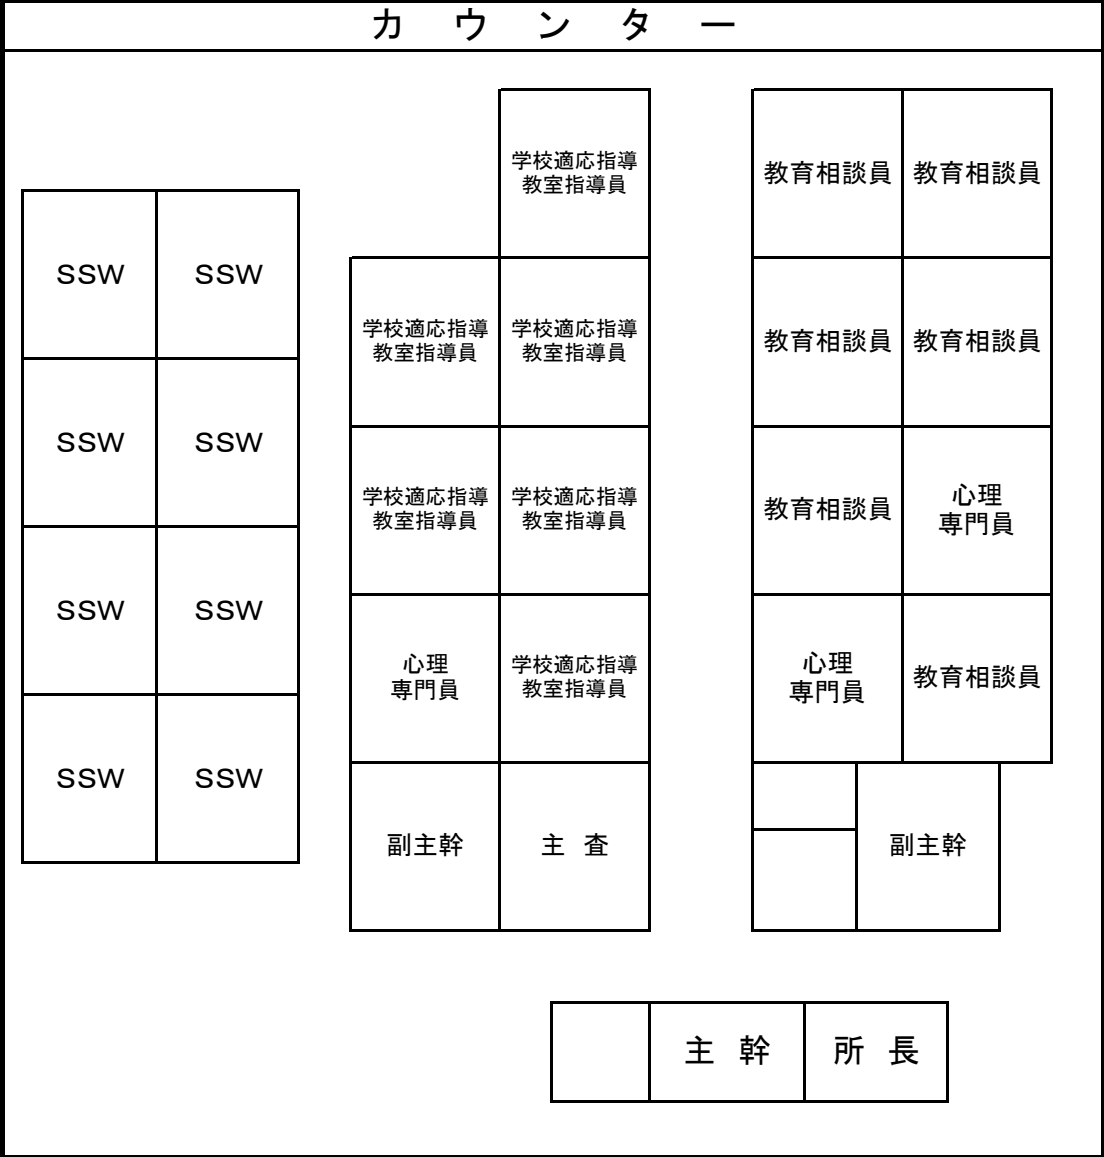 カウンター
学校適応指導
教室指導員
教育相談員
教育相談員
SSW
SSW
学校適応指導
教室指導員
学校適応指導
教室指導員
教育相談員
教育相談員
SSW
SSW
学校適応指導
教室指導員
学校適応指導
教室指導員
教育相談員
心理
専門員
SSW
SSW
心理
専門員
学校適応指導
教室指導員
心理
専門員
教育相談員
SSW
SSW
副主幹
主 査
副主幹
主 幹
所 長